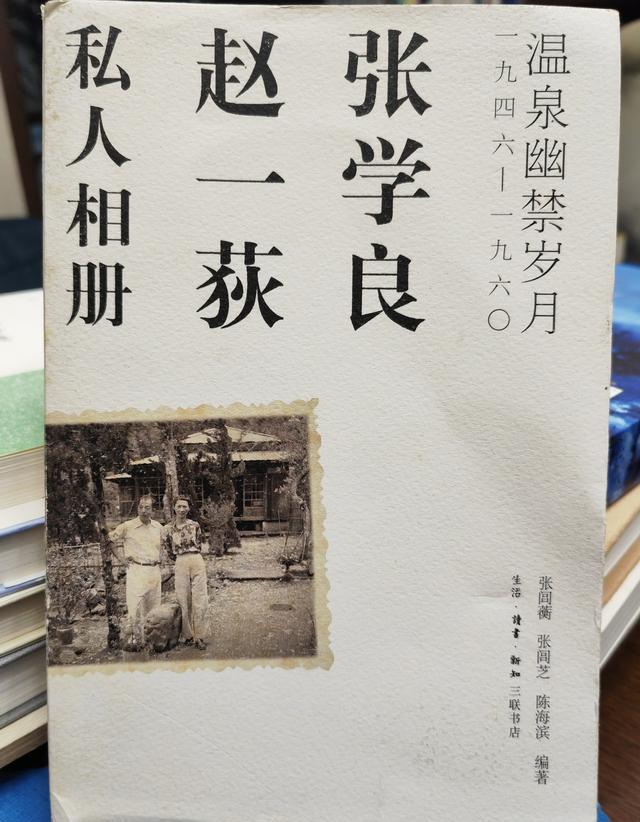 温泉幽禁岁月
一九四六—一九六〇
张学良
赵一荻
私人相册
张闾蘅 张闾芝 陈海滨 编著
生活·讀書·新知 三联书店